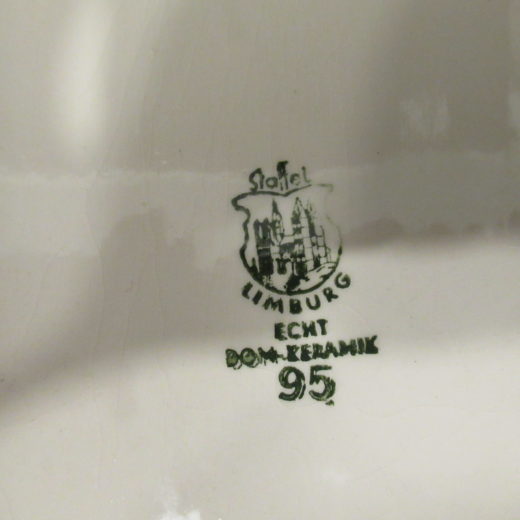 Staffel
LIMBURG
ECHT
DOM-KERAMIK
95